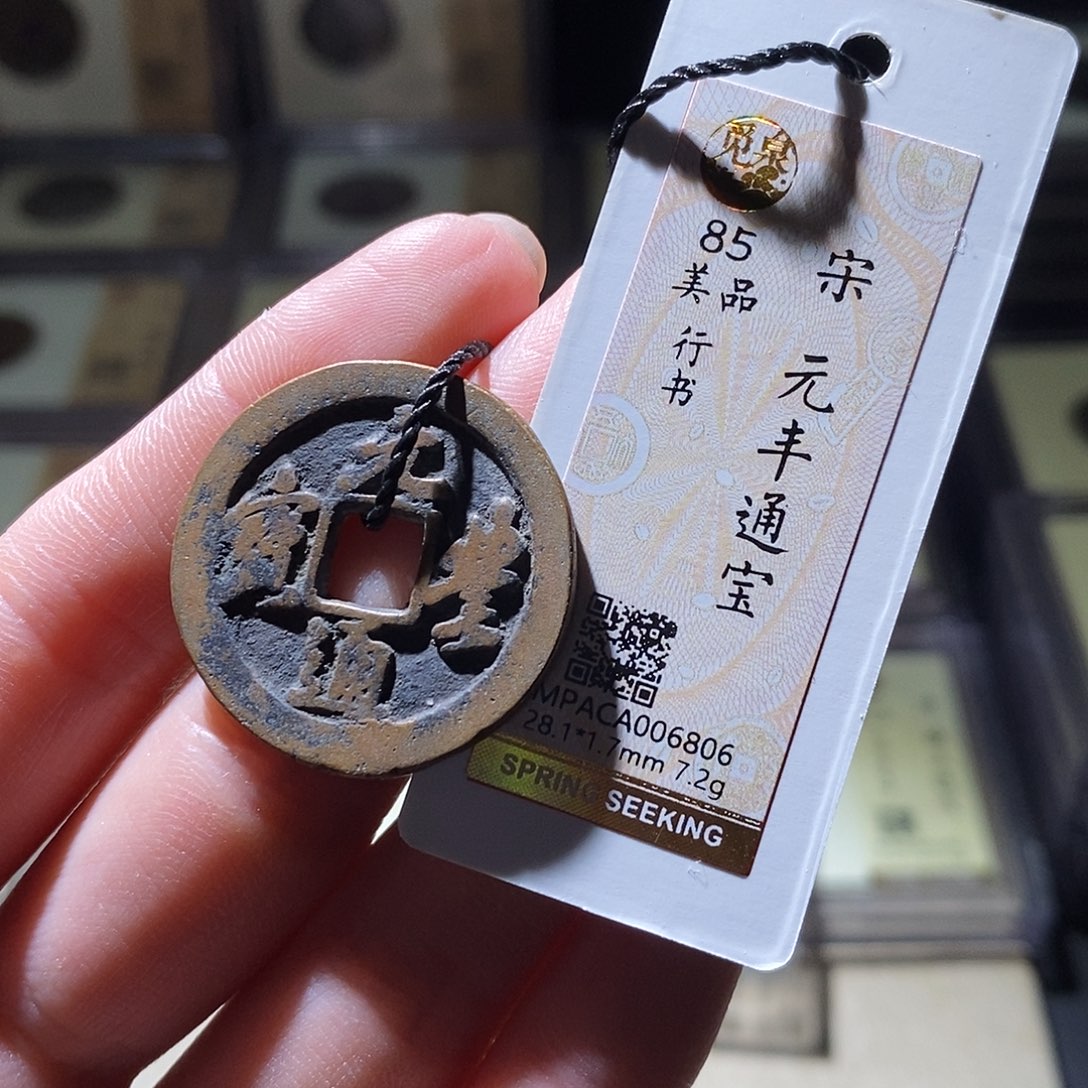 元豐通寶
觅泉
85
美品
行书
宋 元丰通宝
MPACA006806
28.1*1.7mm 7.2g
SPRING SEEKING